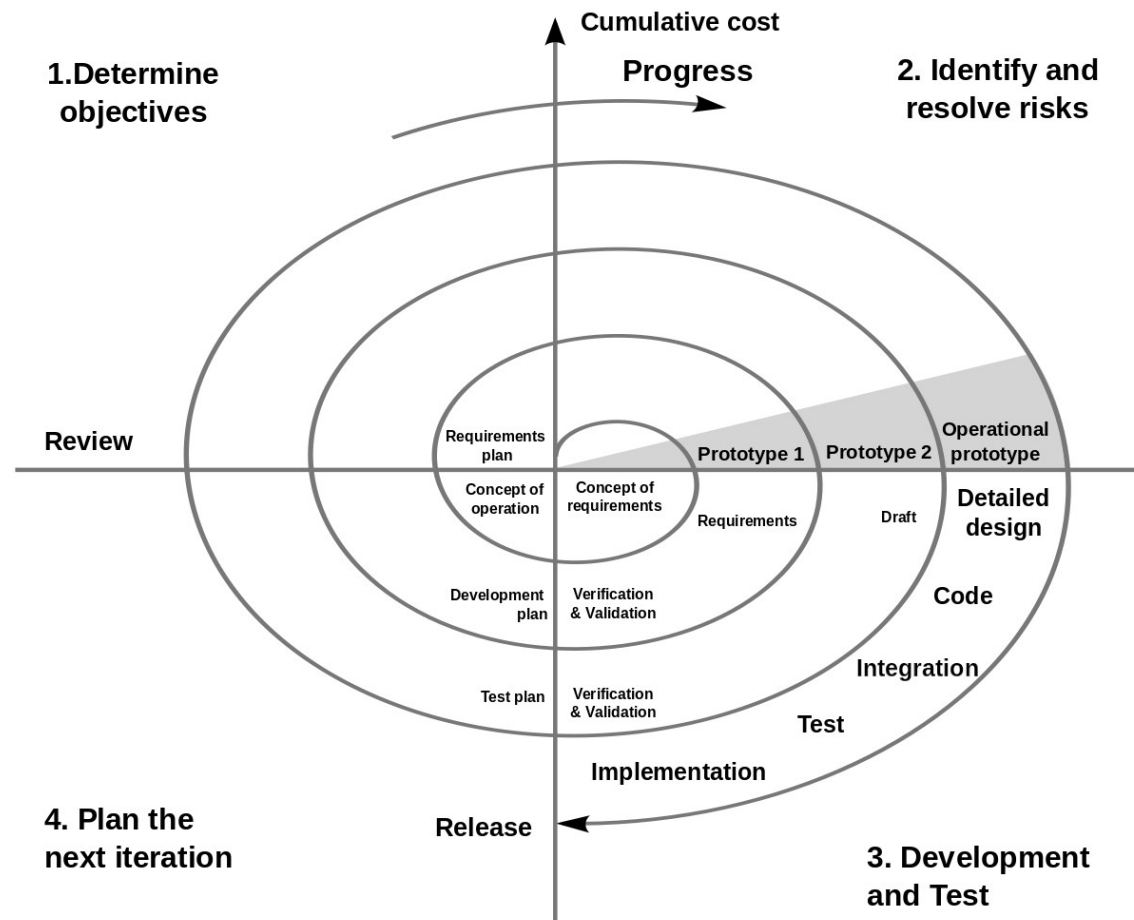 Cumulative cost
Progress
1.Determine
objectives
2. Identify and
resolve risks
Review
Requirements
plan
Prototype 1
Prototype 2
Operational
prototype
Concept of
operation
Concept of
requirements
Requirements
Draft
Detailed
design
Development
plan
Verification
& Validation
Code
Integration
Test plan
Verification
& Validation
Test
Implementation
Release
4. Plan the
next iteration
3. Development
and Test